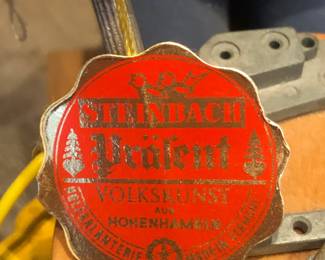 STEINBACH
Präsent
VOLKSKUNST
AUS
HOHENHAMELN